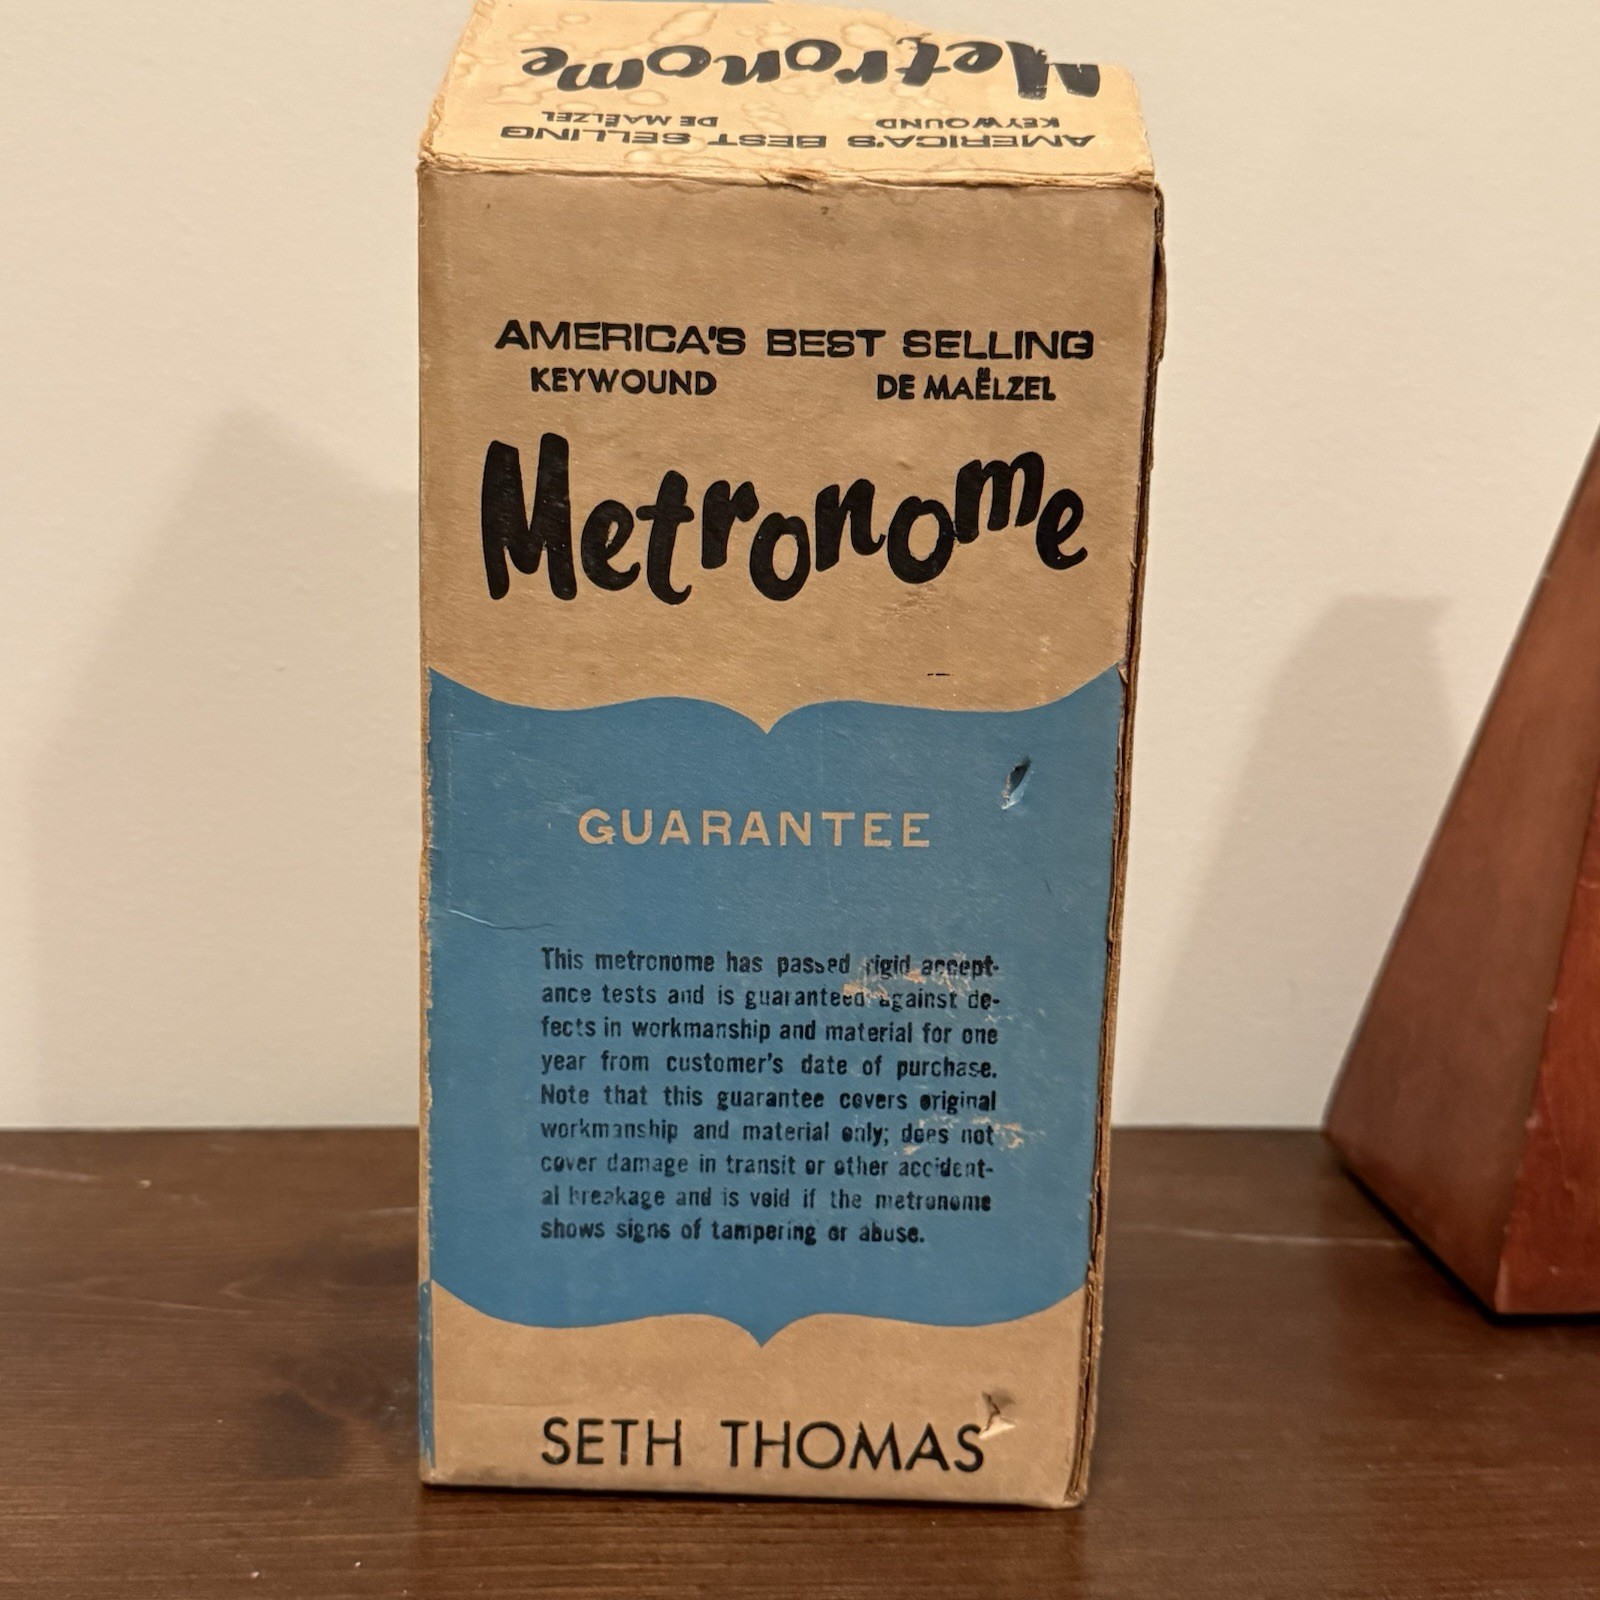 Metronome
KEYWOUND DE MAËLZEL
AMERICA'S BEST SELLING
AMERICA'S BEST SELLING
KEYWOUND DE MAËLZEL
Metronome
GUARANTEE
This metronome has passed rigid accept-
ance tests and is guaranteed against de-
fects in workmanship and material for one
year from customer's date of purchase.
Note that this guarantee covers original
workmanship and material only; does not
cover damage in transit or other accident-
al breakage and is void if the metronome
shows signs of tampering or abuse.
SETH THOMAS